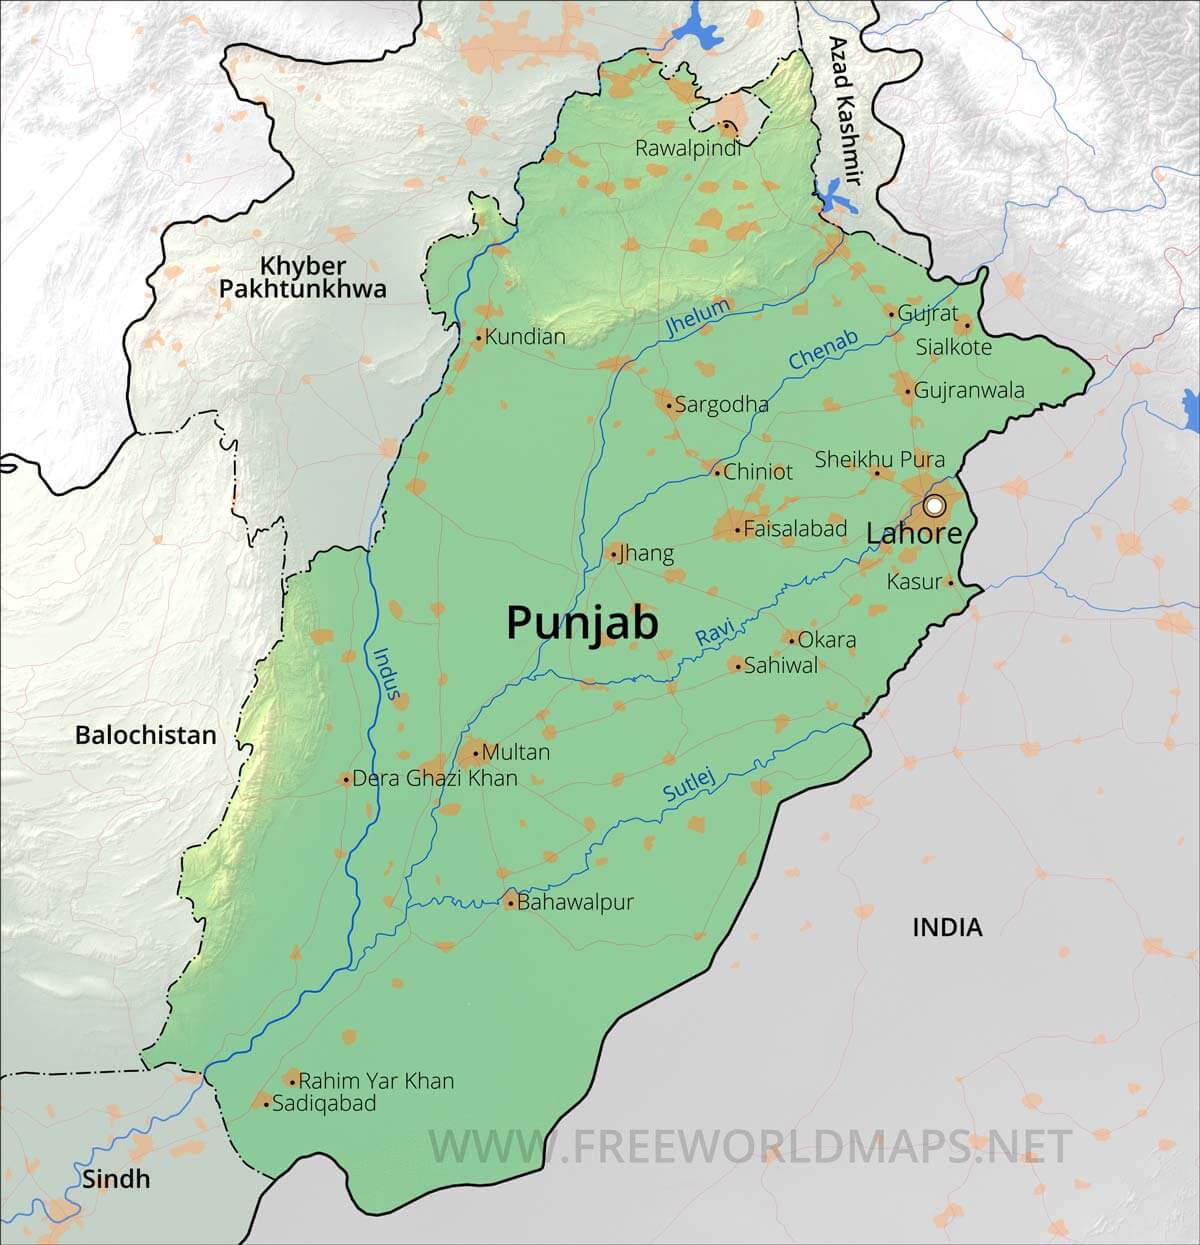 Azad Kashmir
Rawalpindi
Khyber
Pakhtunkhwa
Jhelum
Gujrat
Kundian
Chenab
Sialkote
Gujranwala
Sargodha
Sheikhu Pura
Chiniot
Faisalabad
Lahore
Jhang
Kasur
Punjab
Ravi
Okara
Sahiwal
Indus
Balochistan
Multan
Dera Ghazi Khan
Sutlej
Bahawalpur
INDIA
Rahim Yar Khan
Sadiqabad
WWW.FREEWORLDMAPS.NET
Sindh